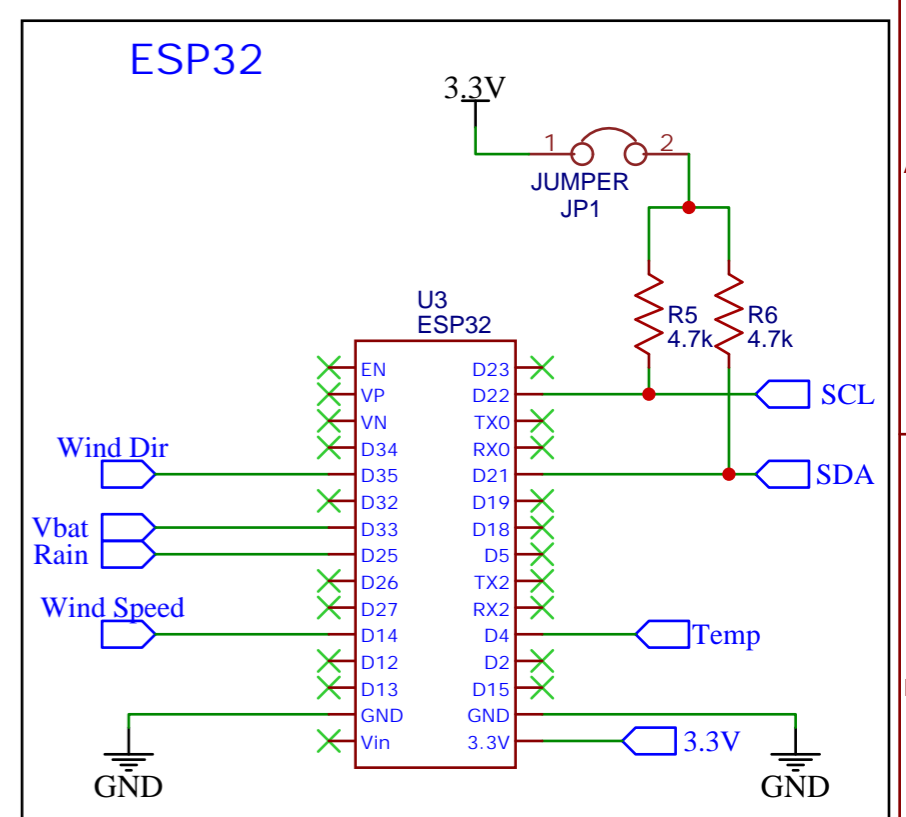 ESP32
3.3V
1 2
JUMPER
JP1
U3
ESP32
R5
4.7k
R6
4.7k
EN
VP
VN
D34
D35
D32
D33
D25
D26
D27
D14
D12
D13
GND
Vin
D23
D22
TX0
RX0
D21
D19
D18
D5
TX2
RX2
D4
D2
D15
GND
3.3V
Wind Dir
Vbat
Rain
Wind Speed
GND
SCL
SDA
Temp
3.3V
GND